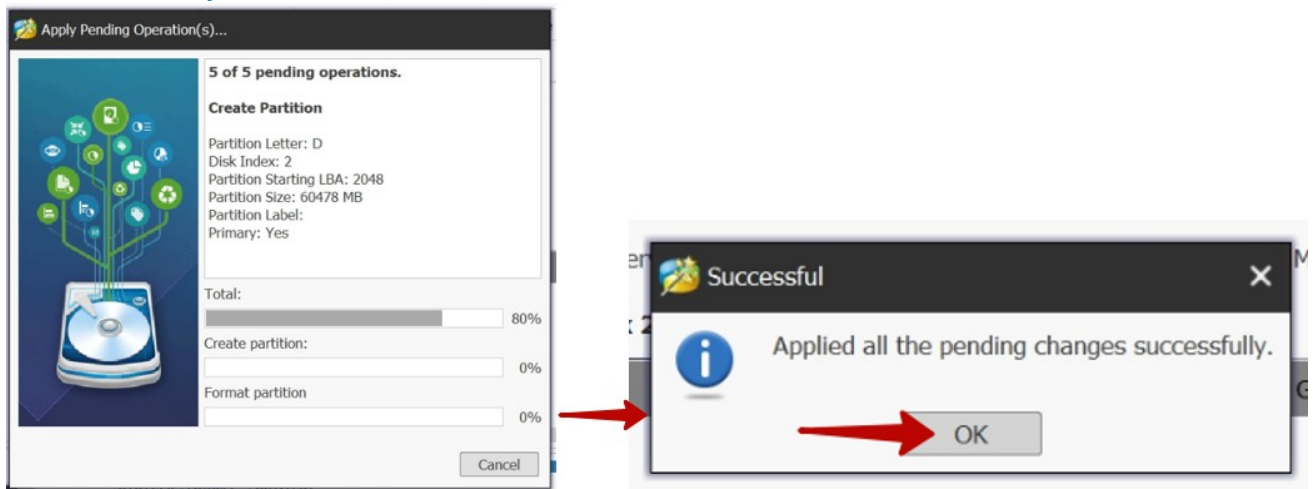 Apply Pending Operation(s)...
5 of 5 pending operations.
Create Partition
Partition Letter: D
Disk Index: 2
Partition Starting LBA: 2048
Partition Size: 60478 MB
Partition Label:
Primary: Yes
Total:
80%
Create partition:
0%
Format partition
0%
Cancel
Successful
Applied all the pending changes successfully.
OK